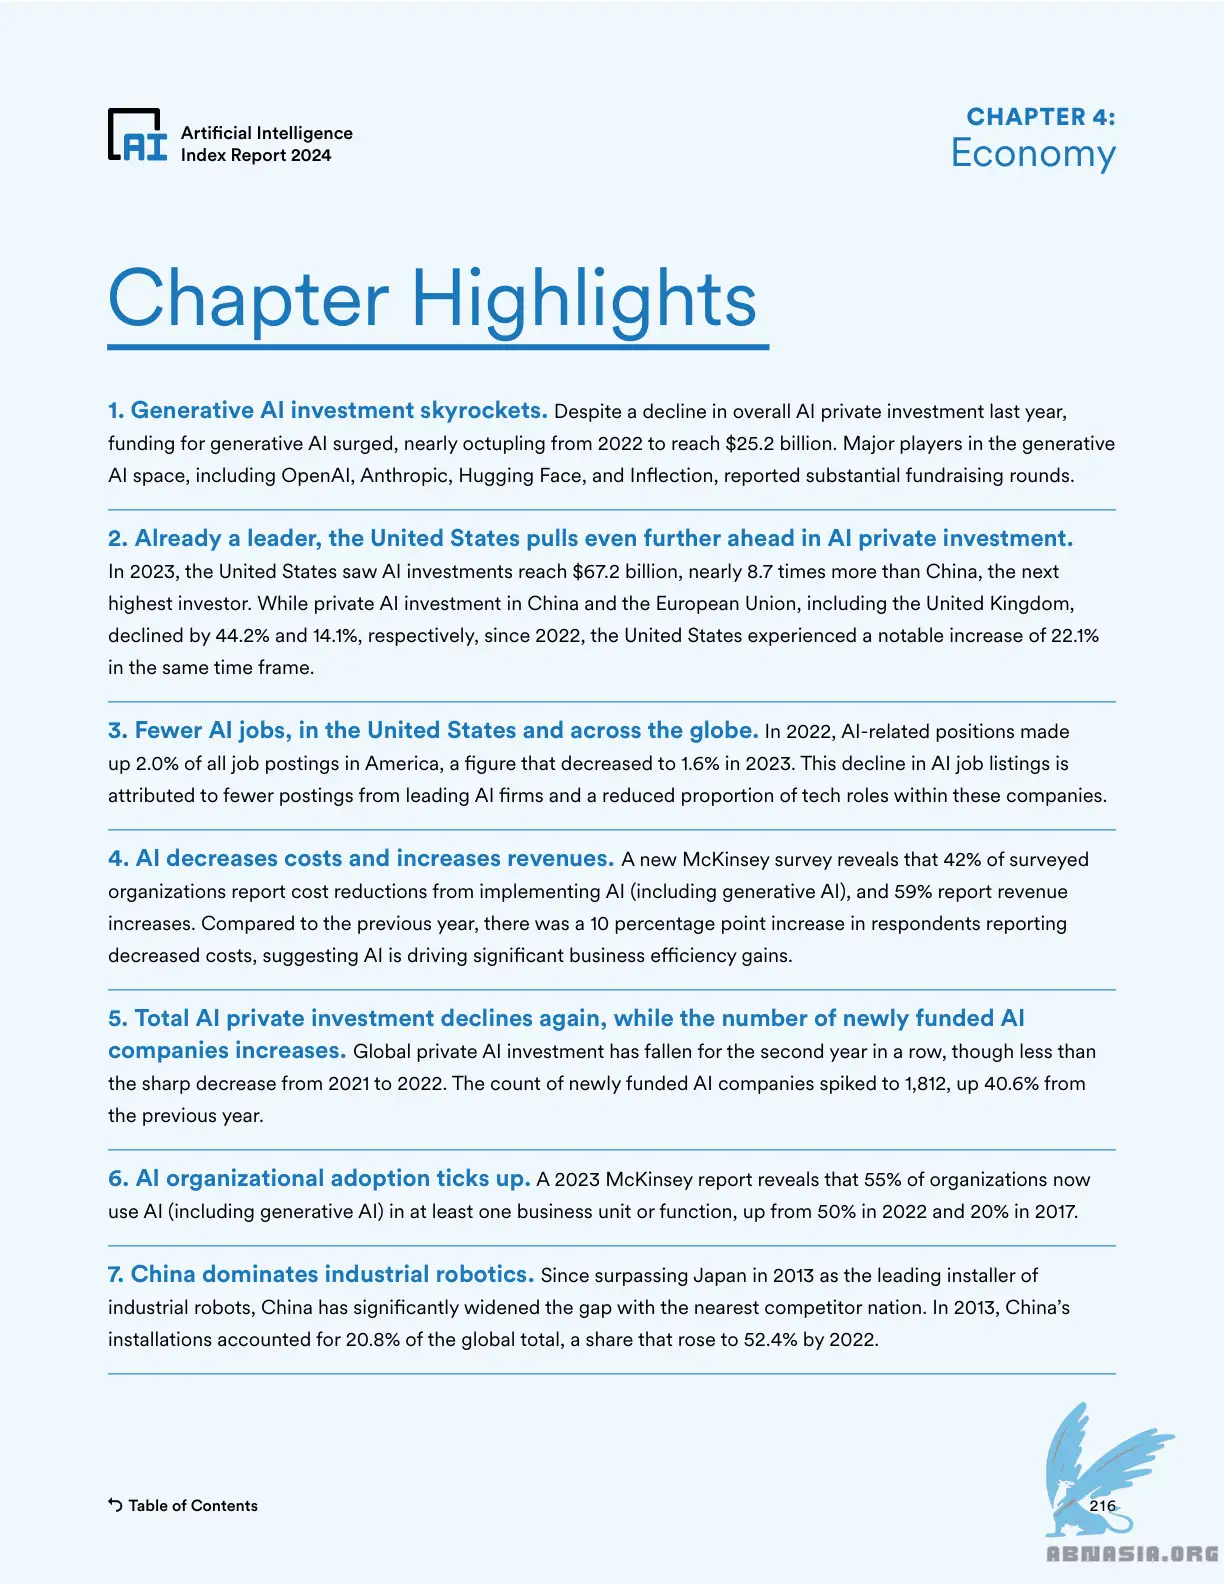 AI
Artificial Intelligence
Index Report 2024
CHAPTER 4:
Economy
Chapter Highlights
1. Generative AI investment skyrockets. Despite a decline in overall AI private investment last year,
funding for generative AI surged, nearly octupling from 2022 to reach $25.2 billion. Major players in the generative
AI space, including OpenAI, Anthropic, Hugging Face, and Inflection, reported substantial fundraising rounds.
2. Already a leader, the United States pulls even further ahead in AI private investment.
In 2023, the United States saw AI investments reach $67.2 billion, nearly 8.7 times more than China, the next
highest investor. While private AI investment in China and the European Union, including the United Kingdom,
declined by 44.2% and 14.1%, respectively, since 2022, the United States experienced a notable increase of 22.1%
in the same time frame.
3. Fewer AI jobs, in the United States and across the globe. In 2022, AI-related positions made
up 2.0% of all job postings in America, a figure that decreased to 1.6% in 2023. This decline in AI job listings is
attributed to fewer postings from leading AI firms and a reduced proportion of tech roles within these companies.
4. AI decreases costs and increases revenues. A new McKinsey survey reveals that 42% of surveyed
organizations report cost reductions from implementing AI (including generative AI), and 59% report revenue
increases. Compared to the previous year, there was a 10 percentage point increase in respondents reporting
decreased costs, suggesting AI is driving significant business efficiency gains.
5. Total AI private investment declines again, while the number of newly funded AI
companies increases. Global private AI investment has fallen for the second year in a row, though less than
the sharp decrease from 2021 to 2022. The count of newly funded AI companies spiked to 1,812, up 40.6% from
the previous year.
6. AI organizational adoption ticks up. A 2023 McKinsey report reveals that 55% of organizations now
use AI (including generative AI) in at least one business unit or function, up from 50% in 2022 and 20% in 2017.
7. China dominates industrial robotics. Since surpassing Japan in 2013 as the leading installer of
industrial robots, China has significantly widened the gap with the nearest competitor nation. In 2013, China's
installations accounted for 20.8% of the global total, a share that rose to 52.4% by 2022.
Table of Contents
216
ABNASIA.ORG